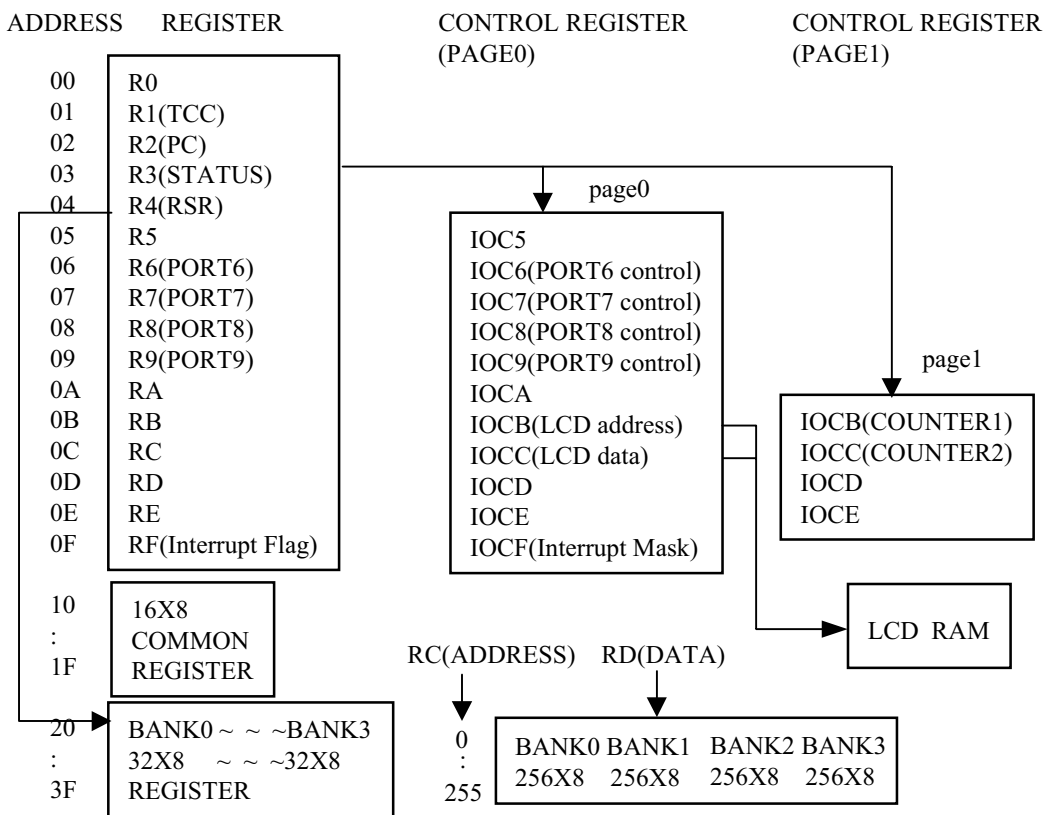 ADDRESS REGISTER CONTROL REGISTER CONTROL REGISTER
(PAGE0) (PAGE1)
00 R0
01 R1(TCC)
02 R2(PC)
03 R3(STATUS)
04 R4(RSR)
05 R5
06 R6(PORT6)
07 R7(PORT7)
08 R8(PORT8)
09 R9(PORT9)
0A RA
0B RB
0C RC
0D RD
0E RE
0F RF(Interrupt Flag)
page0
IOC5
IOC6(PORT6 control)
IOC7(PORT7 control)
IOC8(PORT8 control)
IOC9(PORT9 control)
IOCA
IOCB(LCD address)
IOCC(LCD data)
IOCD
IOCE
IOCF(Interrupt Mask)
page1
IOCB(COUNTER1)
IOCC(COUNTER2)
IOCD
IOCE
10 16X8
: COMMON
1F REGISTER
LCD RAM
20 BANK0 ~ ~ ~BANK3
: 32X8 ~ ~ ~32X8
3F REGISTER
RC(ADDRESS) RD(DATA)
0
:
255
BANK0 BANK1 BANK2 BANK3
256X8 256X8 256X8 256X8